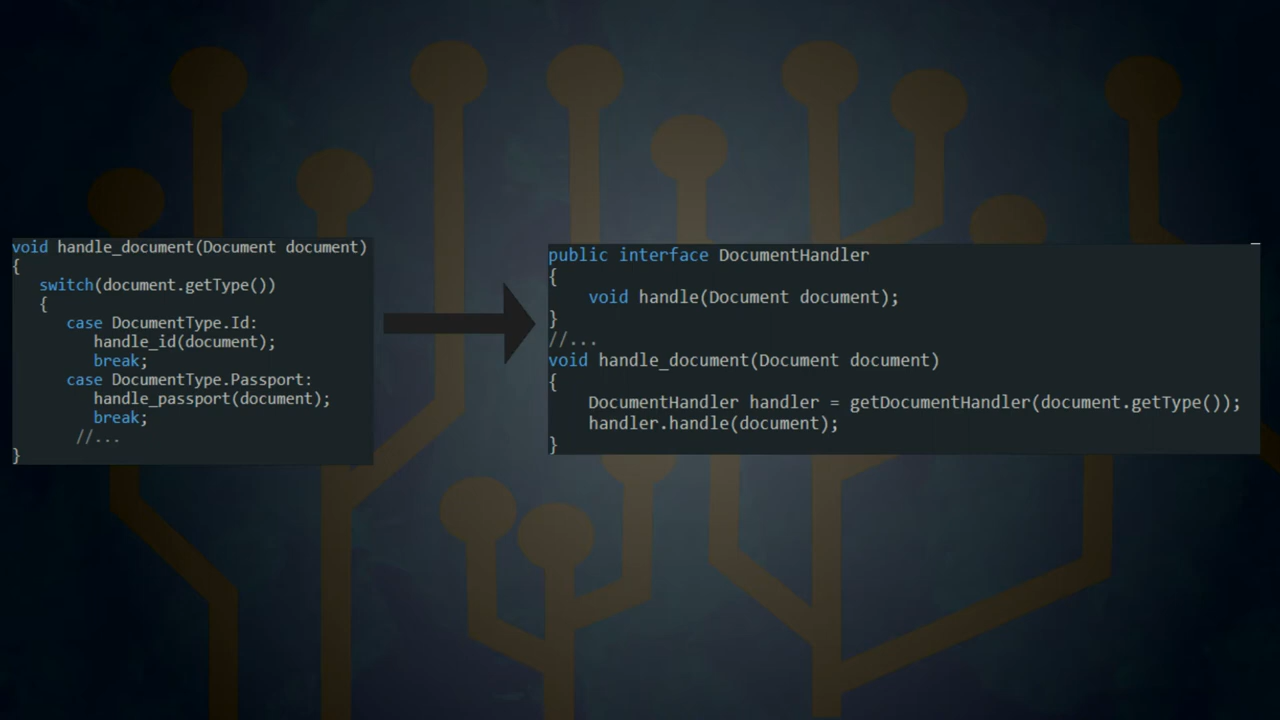 void handle_document(Document document)
{
switch(document.getType())
{
case DocumentType.Id:
handle_id(document);
break;
case DocumentType.Passport:
handle_passport(document);
break;
//...
}
public interface DocumentHandler
{
void handle(Document document);
}
//...
void handle_document(Document document)
{
DocumentHandler handler = getDocumentHandler(document.getType());
handler.handle(document);
}